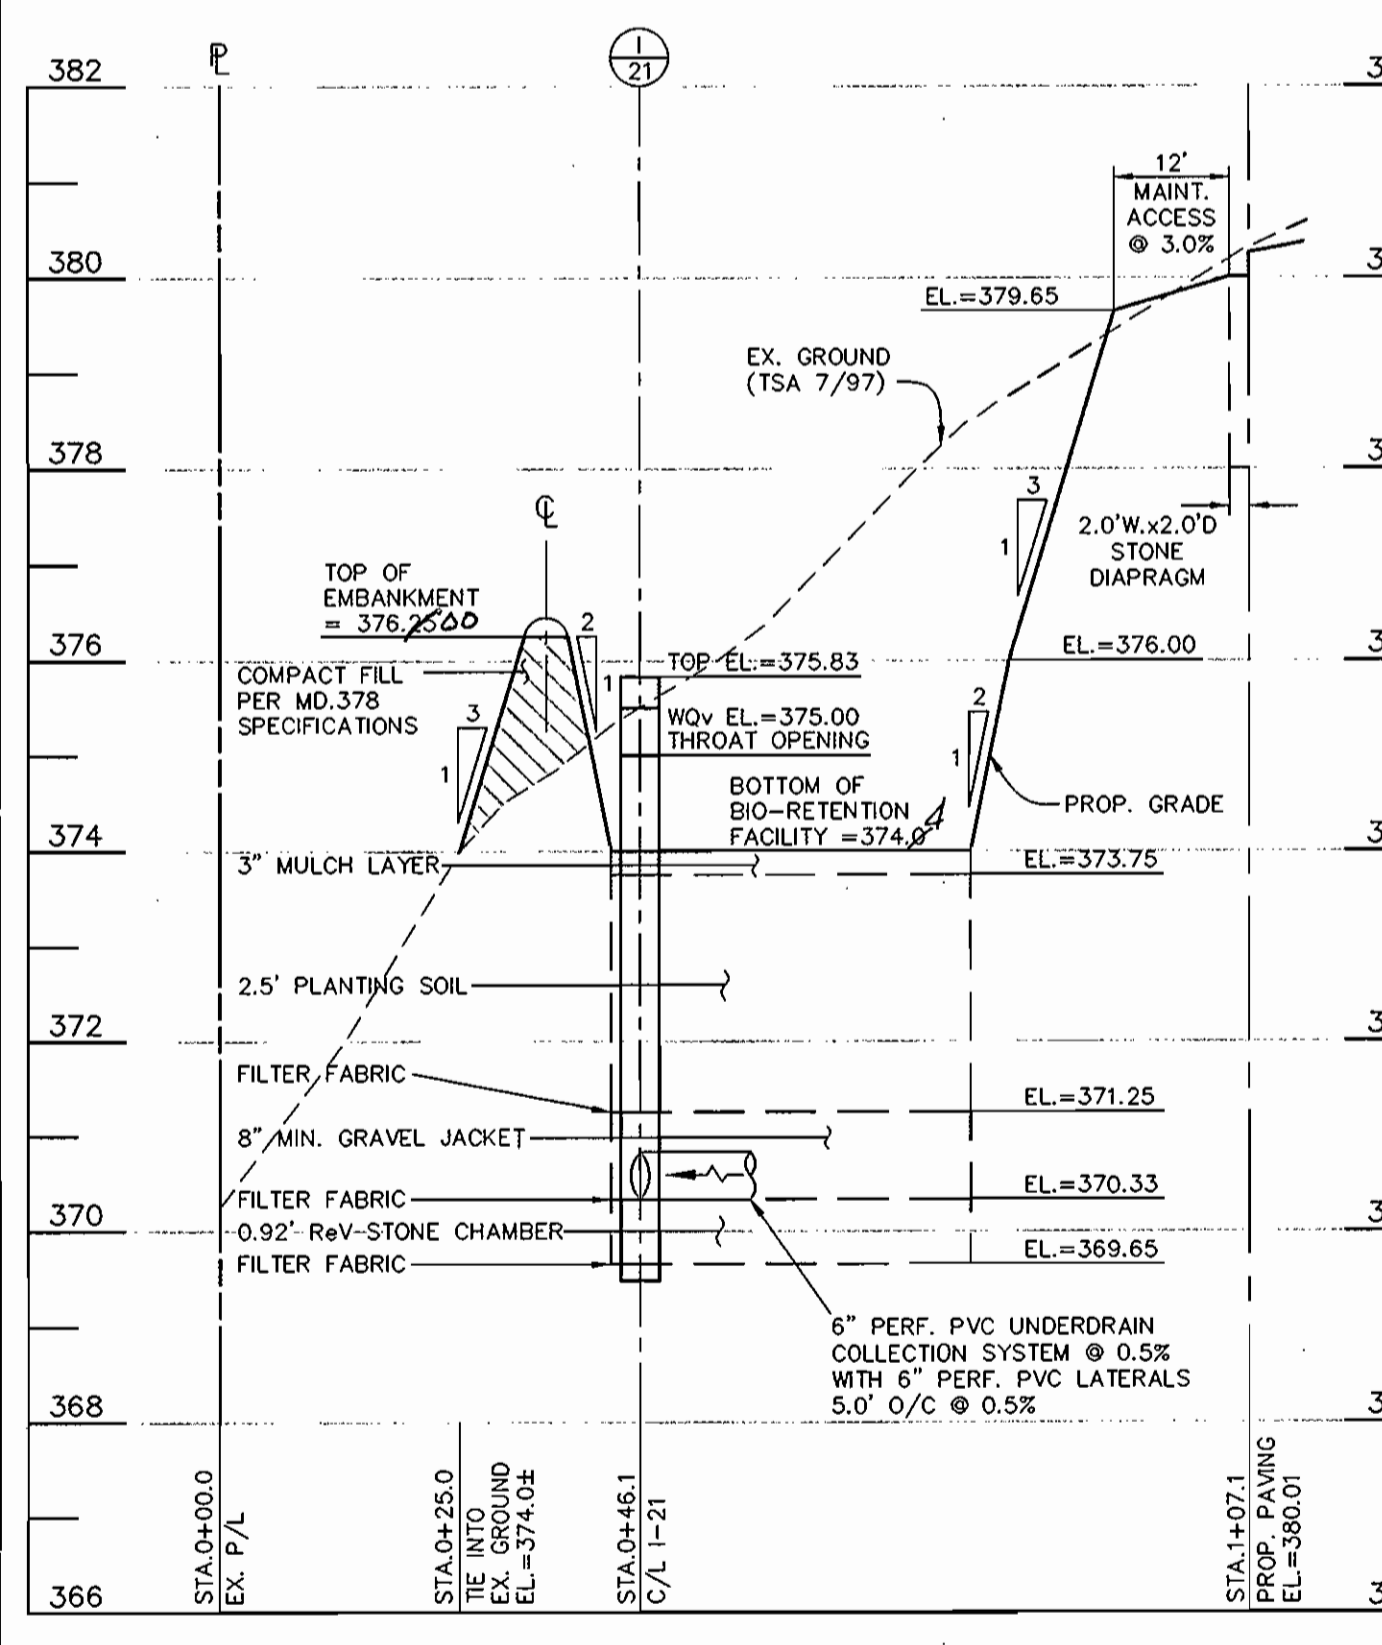 382
380
378
376
374
372
370
368
366
℄
I
21
12'
MAINT.
ACCESS
@ 3.0%
EL.=379.65
EX. GROUND
(TSA 7/97)
3
1
2.0'W.x2.0'D
STONE
DIAPRAGM
℄
TOP OF
EMBANKMENT
= 376.25
2
1
EL.=376.00
COMPACT FILL
PER MD.378
SPECIFICATIONS
TOP EL.=375.83
WQv EL.=375.00
THROAT OPENING
3
1
2
1
BOTTOM OF
BIO-RETENTION
FACILITY =374.0
PROP. GRADE
3" MULCH LAYER
EL.=373.75
2.5' PLANTING SOIL
FILTER FABRIC
EL.=371.25
8" MIN. GRAVEL JACKET
FILTER FABRIC
EL.=370.33
0.92' ReV-STONE CHAMBER
EL.=369.65
FILTER FABRIC
6" PERF. PVC UNDERDRAIN
COLLECTION SYSTEM @ 0.5%
WITH 6" PERF. PVC LATERALS
5.0' O/C @ 0.5%
STA.0+00.0
EX. P/L
STA.0+25.0
TIE INTO
EX. GROUND
EL.=374.0±
STA.0+46.1
C/L I-21
STA.1+07.1
PROP. PAVING
EL.=380.01